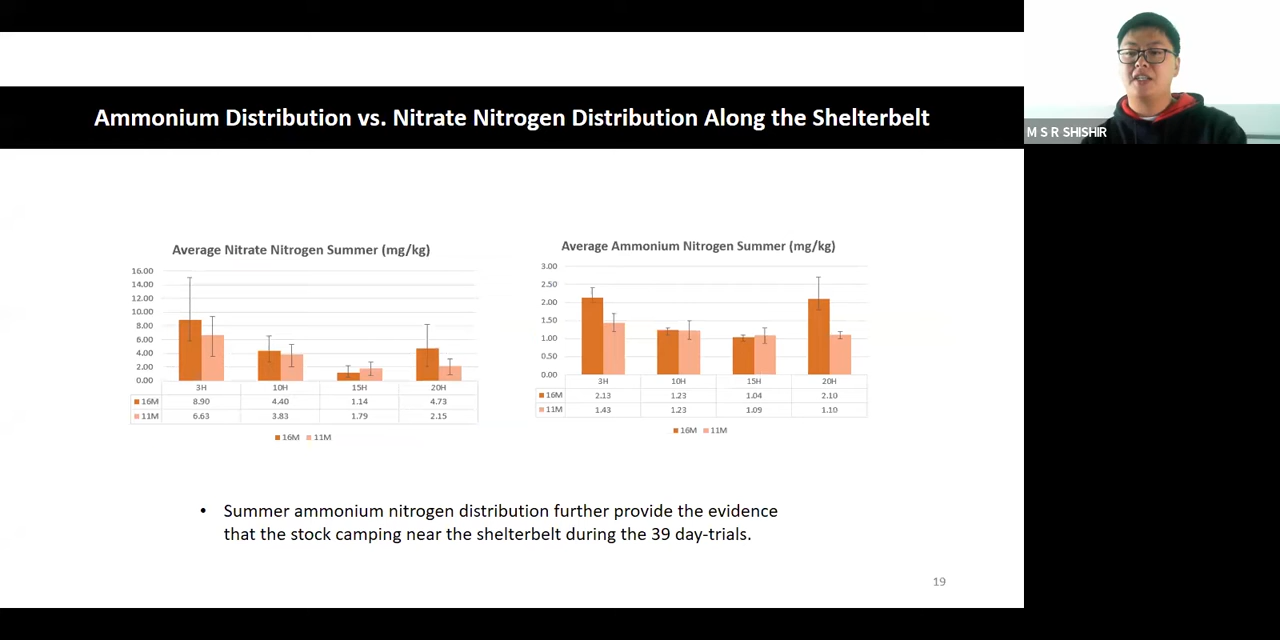 Ammonium Distribution vs. Nitrate Nitrogen Distribution Along the Shelterbelt
M S R SHISHIR
Average Nitrate Nitrogen Summer (mg/kg)
16.00
14.00
12.00
10.00
8.00
6.00
4.00
2.00
0.00
3H 10H 15H 20H
16M 8.90 4.40 1.14 4.73
11M 6.63 3.83 1.79 2.15
16M 11M
Average Ammonium Nitrogen Summer (mg/kg)
3.00
2.50
2.00
1.50
1.00
0.50
0.00
3H 10H 15H 20H
16M 2.13 1.23 1.04 2.10
11M 1.43 1.23 1.09 1.10
16M 11M
• Summer ammonium nitrogen distribution further provide the evidence
that the stock camping near the shelterbelt during the 39 day-trials.
19